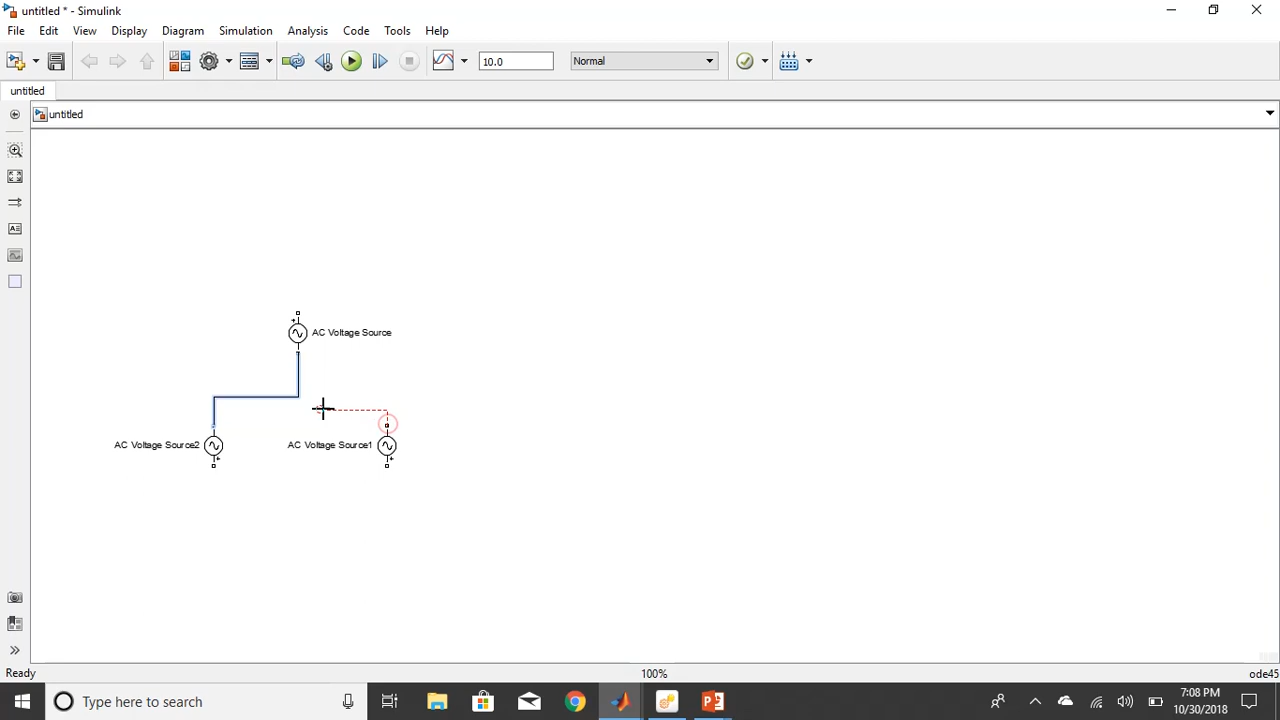 untitled * - Simulink
File Edit View Display Diagram Simulation Analysis Code Tools Help
10.0 Normal
untitled
untitled
AC Voltage Source
AC Voltage Source2
AC Voltage Source1
Ready 100% ode45
Type here to search
7:08 PM
10/30/2018